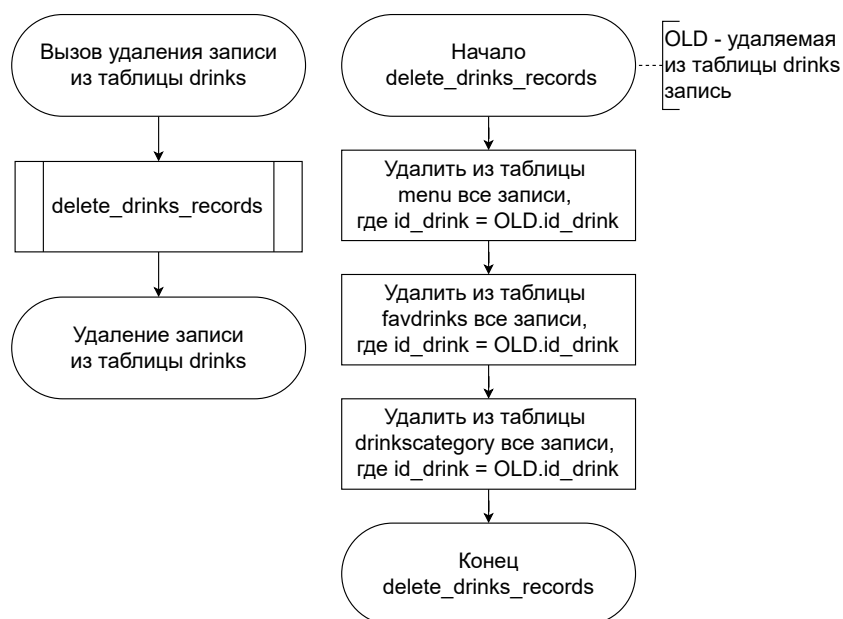 Вызов удаления записи
из таблицы drinks
delete_drinks_records
Удаление записи
из таблицы drinks
Начало
delete_drinks_records
OLD - удаляемая
из таблицы drinks
запись
Удалить из таблицы
menu все записи,
где id_drink = OLD.id_drink
Удалить из таблицы
favdrinks все записи,
где id_drink = OLD.id_drink
Удалить из таблицы
drinkscategory все записи,
где id_drink = OLD.id_drink
Конец
delete_drinks_records